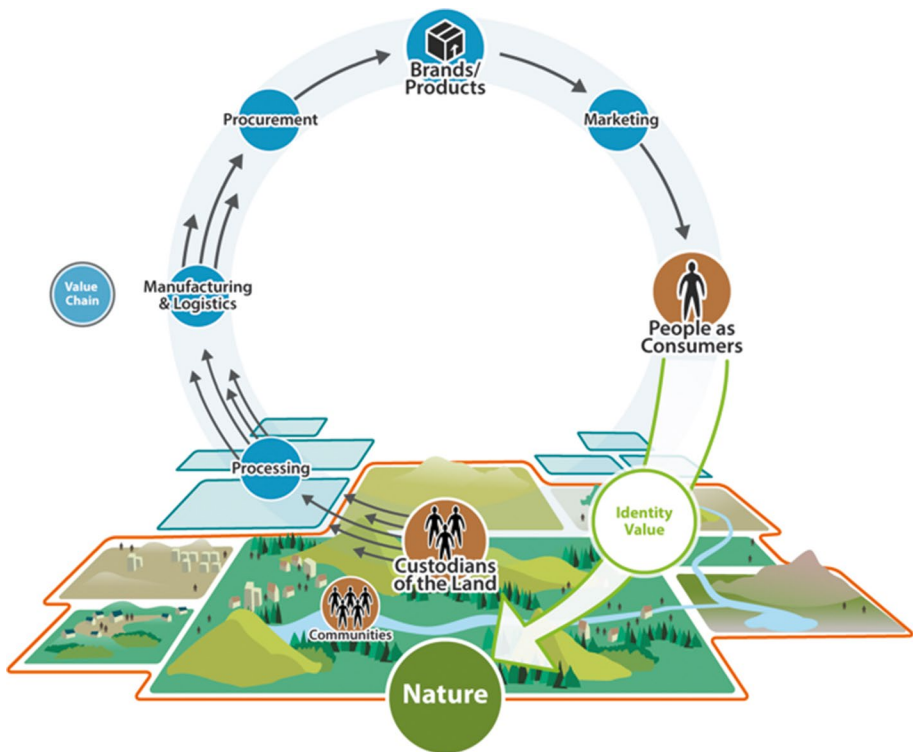 Brands/
Products
Procurement
Marketing
Value
Chain
Manufacturing
& Logistics
People as
Consumers
Processing
Identity
Value
Custodians
of the Land
Communities
Nature